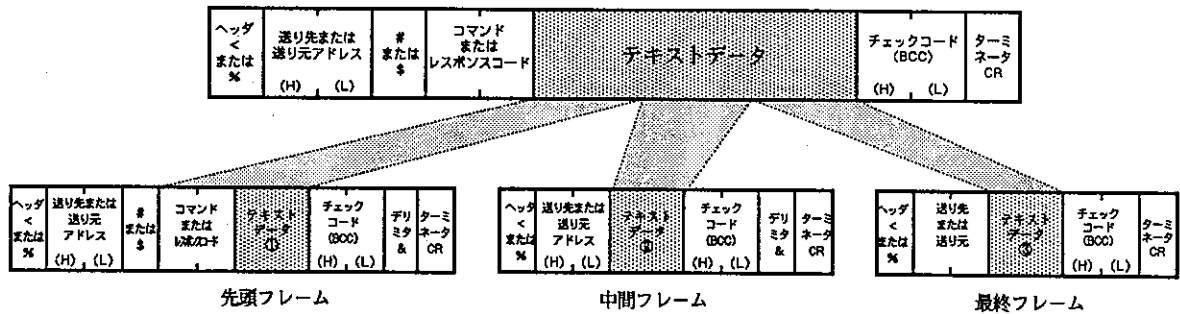 ヘッダ
<
または
%
送り先または
送り元アドレス
(H) (L)
#
または
$
コマンド
または
レスポンスコード
テキストデータ
チェックコード
(BCC)
(H) (L)
ターミ
ネータ
CR
ヘッダ
<
または
%
送り先または
送り元
アドレス
(H) (L)
#
または
$
コマンド
または
レスポンスコード
テキスト
データ
①
チェック
コード
(BCC)
(H) (L)
デリ
ミタ
&
ターミ
ネータ
CR
先頭フレーム
ヘッダ
<
または
%
送り先または
送り元
アドレス
(H) (L)
テキスト
データ
②
チェック
コード
(BCC)
(H) (L)
デリ
ミタ
&
ターミ
ネータ
CR
中間フレーム
ヘッダ
<
または
%
送り先
または
送り元
テキスト
データ
③
チェック
コード
(BCC)
(H) (L)
ターミ
ネータ
CR
最終フレーム